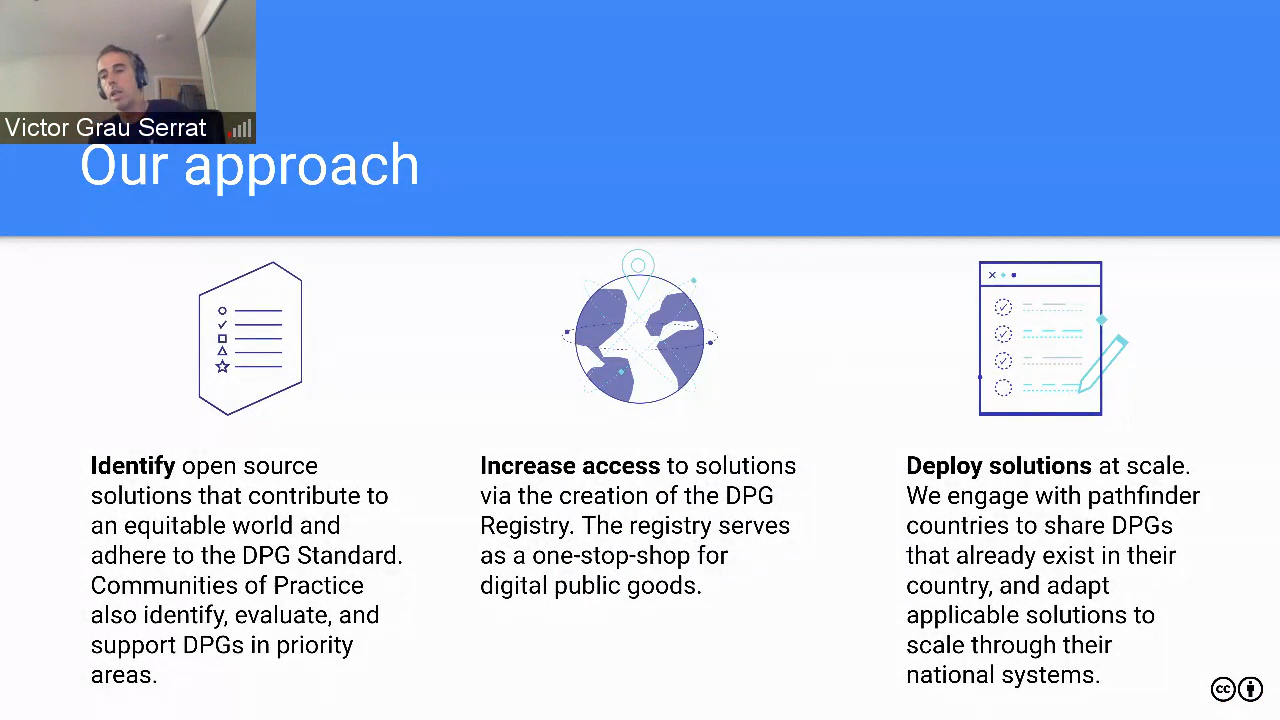 Victor Grau Serrat
Our approach
Identify open source
solutions that contribute to
an equitable world and
adhere to the DPG Standard.
Communities of Practice
also identify, evaluate, and
support DPGs in priority
areas.
Increase access to solutions
via the creation of the DPG
Registry. The registry serves
as a one-stop-shop for
digital public goods.
Deploy solutions at scale.
We engage with pathfinder
countries to share DPGs
that already exist in their
country, and adapt
applicable solutions to
scale through their
national systems.
cc